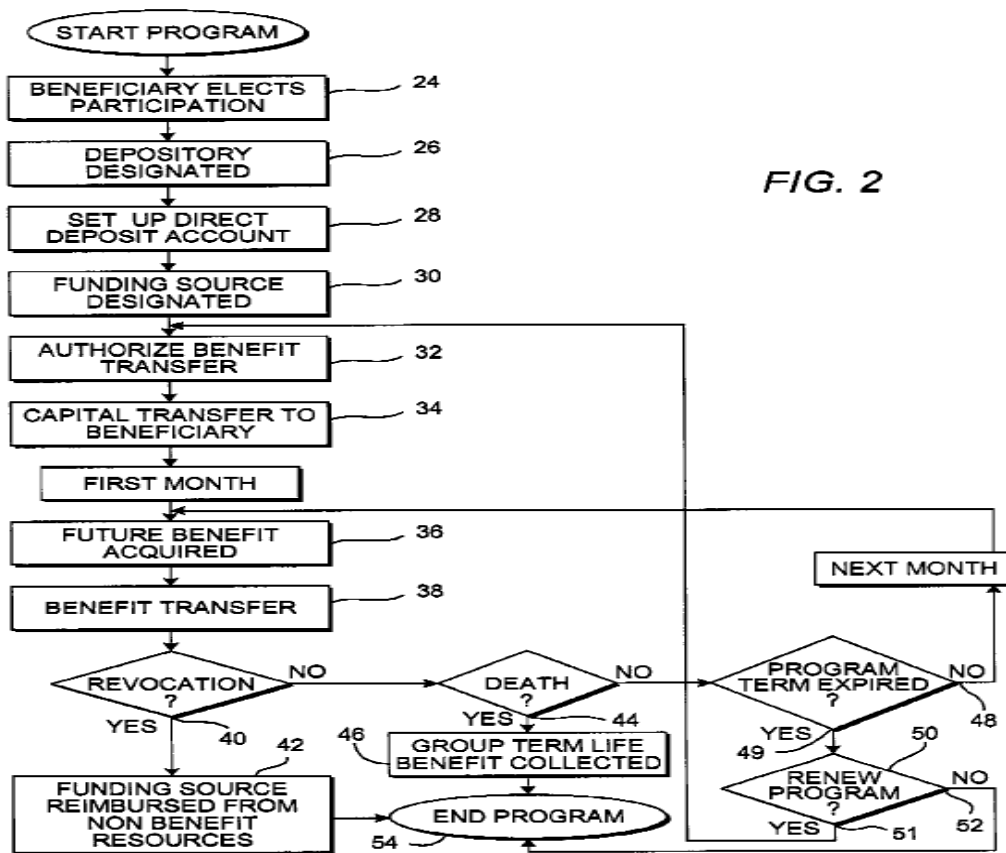 START PROGRAM
BENEFICIARY ELECTS
PARTICIPATION
24
DEPOSITORY
DESIGNATED
26
FIG. 2
SET UP DIRECT
DEPOSIT ACCOUNT
28
FUNDING SOURCE
DESIGNATED
30
AUTHORIZE BENEFIT
TRANSFER
32
CAPITAL TRANSFER TO
BENEFICIARY
34
FIRST MONTH
FUTURE BENEFIT
ACQUIRED
36
NEXT MONTH
BENEFIT TRANSFER
38
REVOCATION
?
NO
YES
40
DEATH
?
NO
YES
44
PROGRAM
TERM EXPIRED
?
NO
48
YES
49
42
FUNDING SOURCE
REIMBURSED FROM
NON BENEFIT
RESOURCES
46
GROUP TERM LIFE
BENEFIT COLLECTED
50
RENEW
PROGRAM
?
NO
52
YES
51
END PROGRAM
54